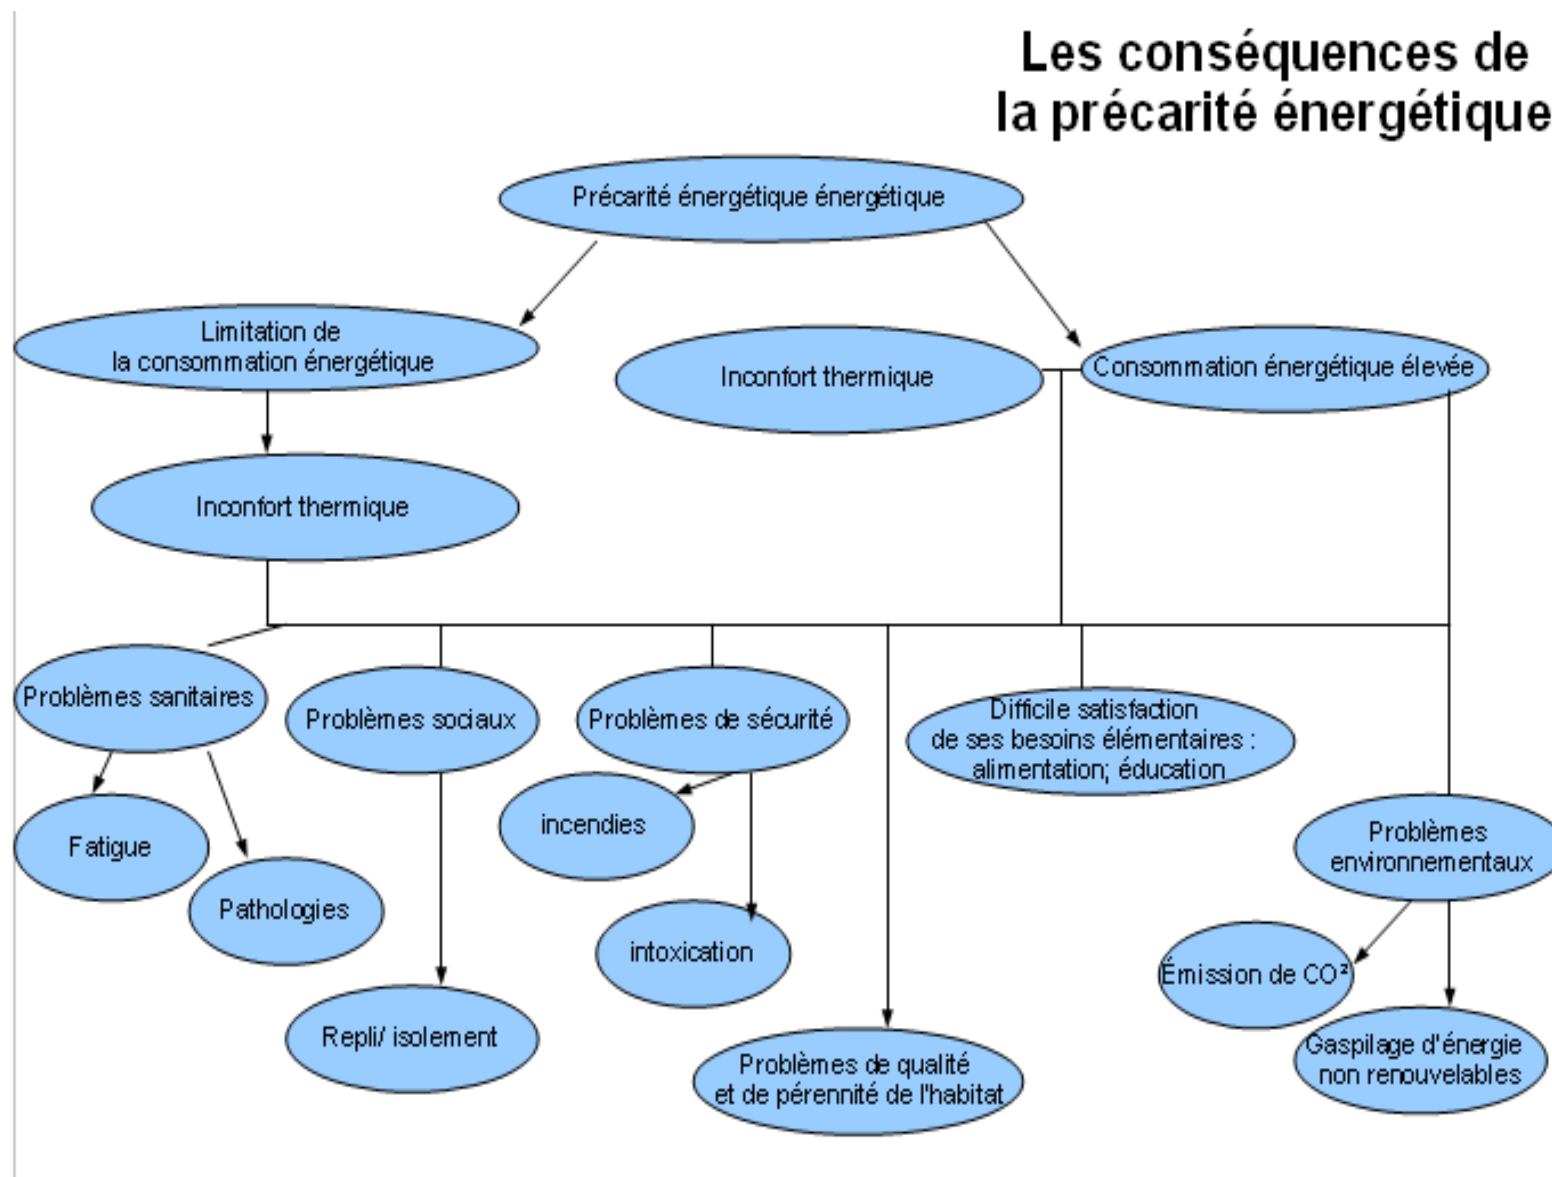 Les conséquences de
la précarité énergétique
Précarité énergétique énergétique
Limitation de
la consommation énergétique
Inconfort thermique
Consommation énergétique élevée
Inconfort thermique
Problèmes sanitaires
Problèmes sociaux
Problèmes de sécurité
Difficile satisfaction
de ses besoins élémentaires :
alimentation; éducation
Fatigue
Pathologies
incendies
intoxication
Problèmes
environnementaux
Émission de CO²
Repli/ isolement
Problèmes de qualité
et de pérennité de l'habitat
Gaspilage d'énergie
non renouvelables